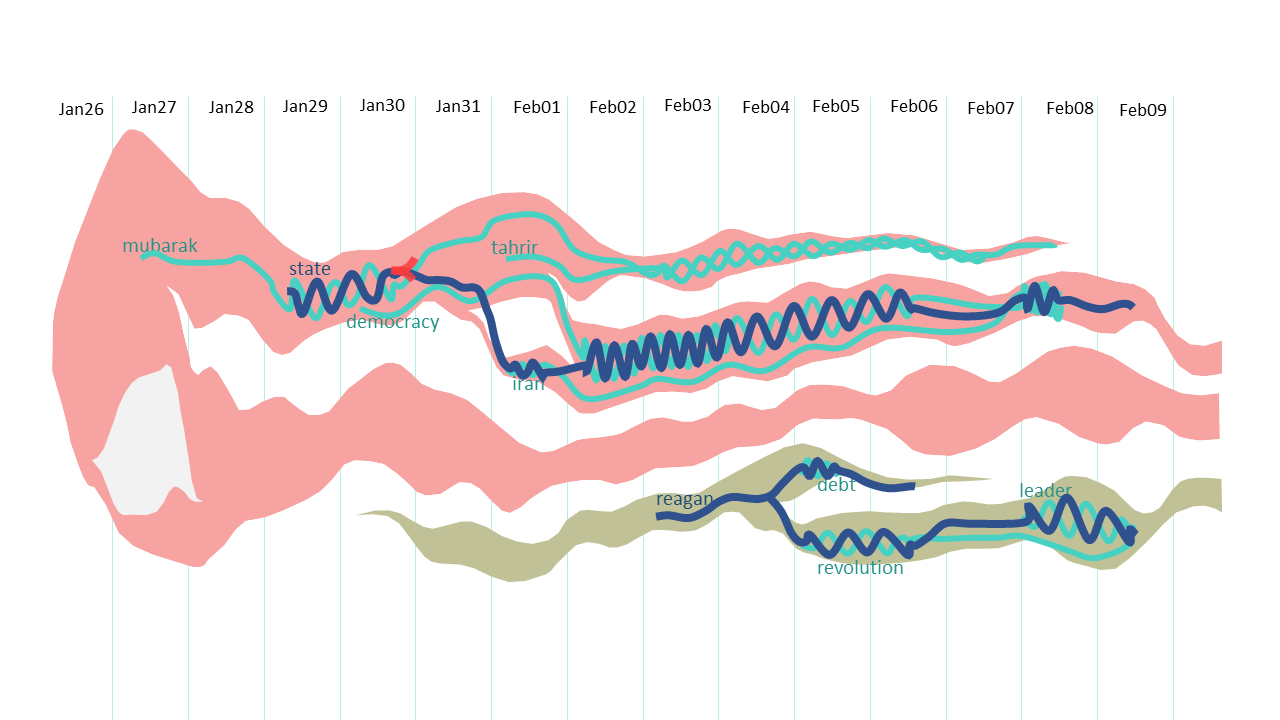 Jan26 Jan27 Jan28 Jan29 Jan30 Jan31 Feb01 Feb02 Feb03 Feb04 Feb05 Feb06 Feb07 Feb08 Feb09
mubarak
tahrir
state
democracy
iran
debt
leader
reagan
revolution